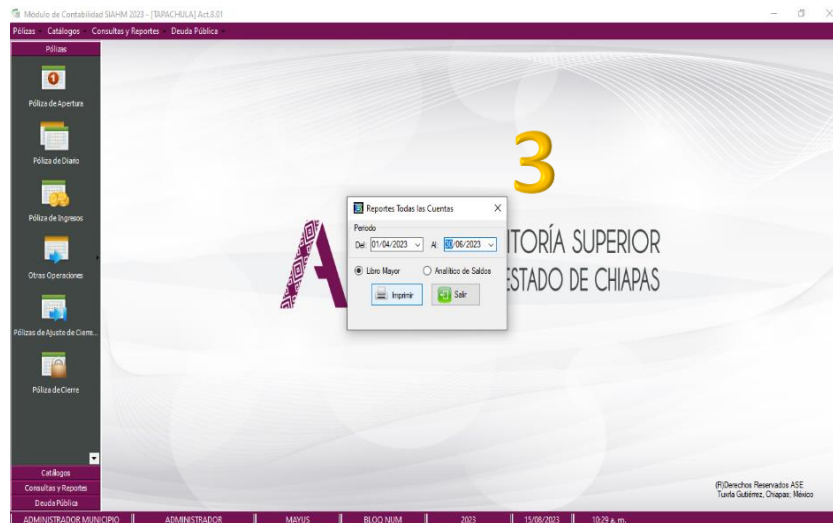 Módulo de Contabilidad SIAHM 2023 - [TAPACHULA] Act.8.01
Pólizas Catálogos Consultas y Reportes Deuda Pública
Pólizas
Póliza de Apertura
Póliza de Diario
Póliza de Ingresos
Otras Operaciones
Pólizas de Ajuste de Cierre...
Póliza de Cierre
Catálogos
Consultas y Reportes
Deuda Pública
3
ITORÍA SUPERIOR
ESTADO DE CHIAPAS
Reportes Todas las Cuentas
Periodo
Del: 01/04/2023 Al: 30/06/2023
Libro Mayor Analítico de Saldos
Imprimir Salir
(R)Derechos Reservados ASE
Tuxtla Gutiérrez, Chiapas; México
ADMINISTRADOR MUNICIPIO ADMINISTRADOR MAYUS BLOQ NUM 2023 15/08/2023 10:29 a. m.